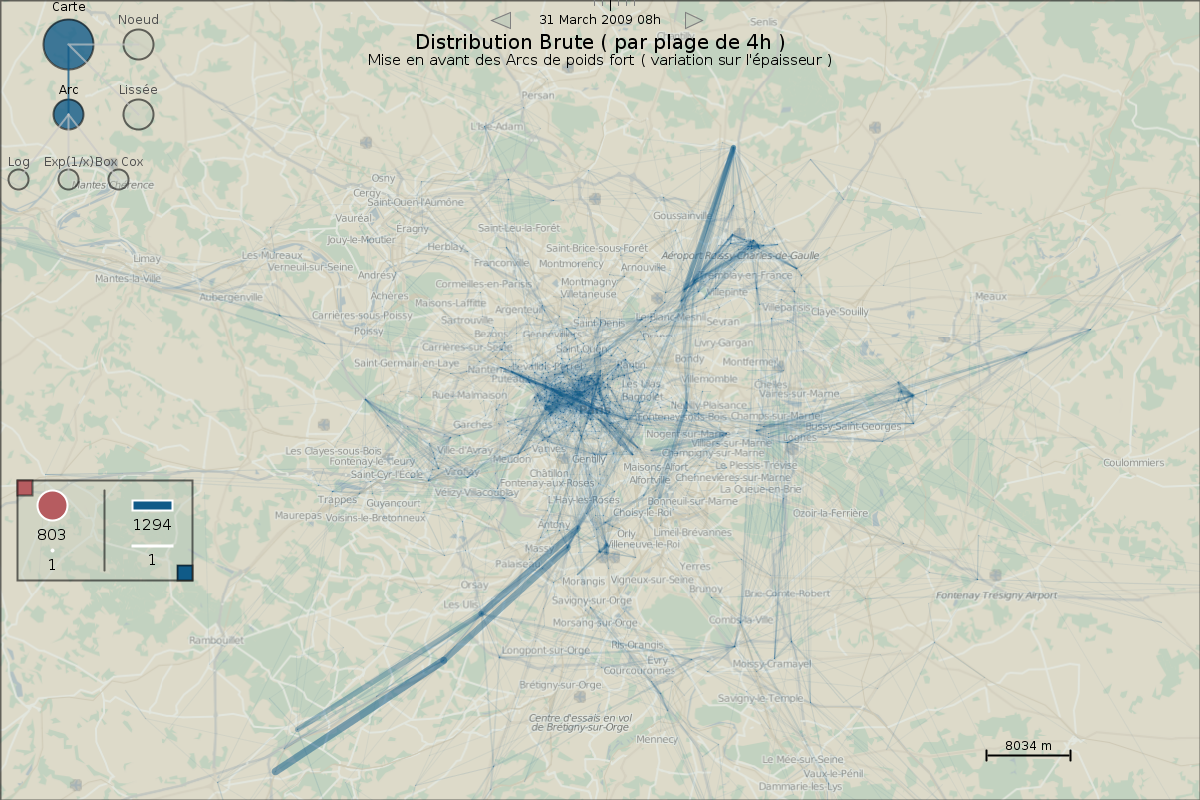 Carte
Noeud
31 March 2009 08h
Senlis
Distribution Brute ( par plage de 4h )
Mise en avant des Arcs de poids fort ( variation sur l'épaisseur )
Arc
Lissée
Persan
L'Isle-Adam
Log
Exp(1/x)
Box Cox
Osny
Cergy
Saint-Ouen-l'Aumône
Vauréal
Eragny
Goussainville
Saint-Leu-la-Forêt
Jouy-le-Moutier
Herblay
Saint-Brice-sous-Forêt
Limay
Les Mureaux
Aéroport Roissy-Charles-de-Gaulle
Verneuil-sur-Seine
Franconville
Montmorency
Arnouville
Mantes-la-Ville
Andrésy
Tremblay-en-France
Cormeilles-en-Parisis
Montmagny
Villepinte
Aubergenville
Achères
Villetaneuse
Meaux
Maisons-Laffitte
Argenteuil
Villeparisis
Claye-Souilly
Carrières-sous-Poissy
Sartrouville
Saint-Denis
Le Blanc-Mesnil
Sevran
Poissy
Bezons
Gennevilliers
Livry-Gargan
Carrières-sur-Seine
Saint-Ouen
Bondy
Montfermeil
Saint-Germain-en-Laye
Nanterre
Pantin
Puteaux
Villemomble
Chelles
Les Lilas
Vaires-sur-Marne
Rueil-Malmaison
Bagnolet
Neuilly-Plaisance
Fontenay-sous-Bois
Champs-sur-Marne
Garches
Bussy-Saint-Georges
Nogent-sur-Marne
Villiers-sur-Marne
Les Clayes-sous-Bois
Ville-d'Avray
Vanves
Champigny-sur-Marne
Fontenay-le-Fleury
Meudon
Gentilly
Maisons-Alfort
Le Plessis-Trévise
Coulommiers
Saint-Cyr-l'École
Viroflay
Châtillon
Alfortville
Chennevières-sur-Marne
Fontenay-aux-Roses
La Queue-en-Brie
Trappes
Guyancourt
Vélizy-Villacoublay
L'Haÿ-les-Roses
Bonneuil-sur-Marne
Maurepas
Voisins-le-Bretonneux
Choisy-le-Roi
Ozoir-la-Ferrière
803
1294
Antony
Orly
Limeil-Brévannes
Villeneuve-le-Roi
1
1
Palaiseau
Yerres
Orsay
Morangis
Vigneux-sur-Seine
Brunoy
Brie-Comte-Robert
Fontenay Tresigny Airport
Les Ulis
Savigny-sur-Orge
Morsang-sur-Orge
Combs-la-Ville
Rambouillet
Longpont-sur-Orge
Ris-Orangis
Evry
Moissy-Cramayel
Courcouronnes
Brétigny-sur-Orge
Savigny-le-Temple
Centre d'essais en vol
de Brétigny-sur-Orge
Mennecy
8034 m
Le Mée-sur-Seine
Vaux-le-Pénil
Dammarie-les-Lys